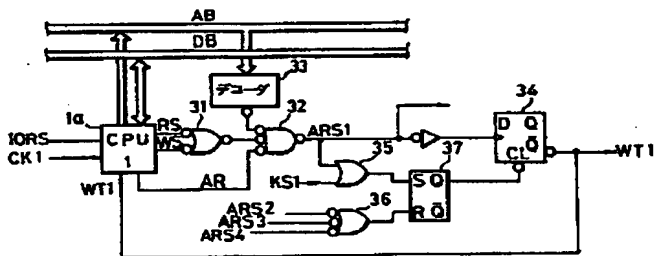 AB
DB
デコーダ
33
1a
CPU
1
IORS
CK1
RS
WS
31
32
ARS1
AR
KS1
35
37
34
D Q
Q̅
CL
WT1
S Q
R Q̅
ARS2
ARS3
ARS4
36
WT1